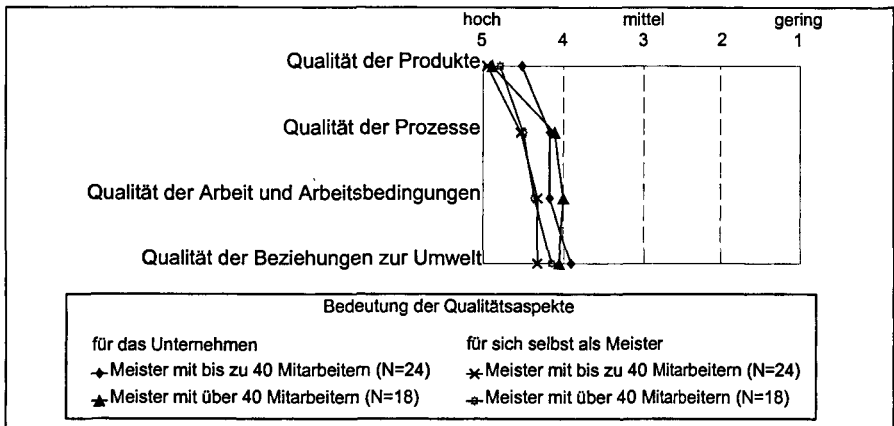 hoch mittel gering
5 4 3 2 1
Qualität der Produkte
Qualität der Prozesse
Qualität der Arbeit und Arbeitsbedingungen
Qualität der Beziehungen zur Umwelt
Bedeutung der Qualitätsaspekte
für das Unternehmen
Meister mit bis zu 40 Mitarbeitern (N=24)
Meister mit über 40 Mitarbeitern (N=18)
für sich selbst als Meister
Meister mit bis zu 40 Mitarbeitern (N=24)
Meister mit über 40 Mitarbeitern (N=18)